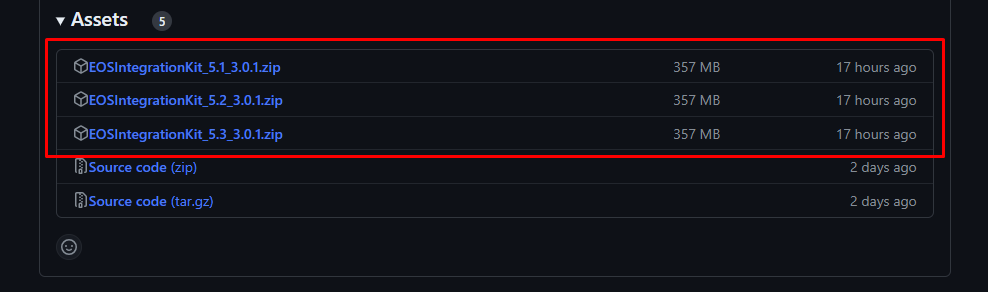 Assets 5
EOSIntegrationKit_5.1_3.0.1.zip 357 MB 17 hours ago
EOSIntegrationKit_5.2_3.0.1.zip 357 MB 17 hours ago
EOSIntegrationKit_5.3_3.0.1.zip 357 MB 17 hours ago
Source code (zip) 2 days ago
Source code (tar.gz) 2 days ago